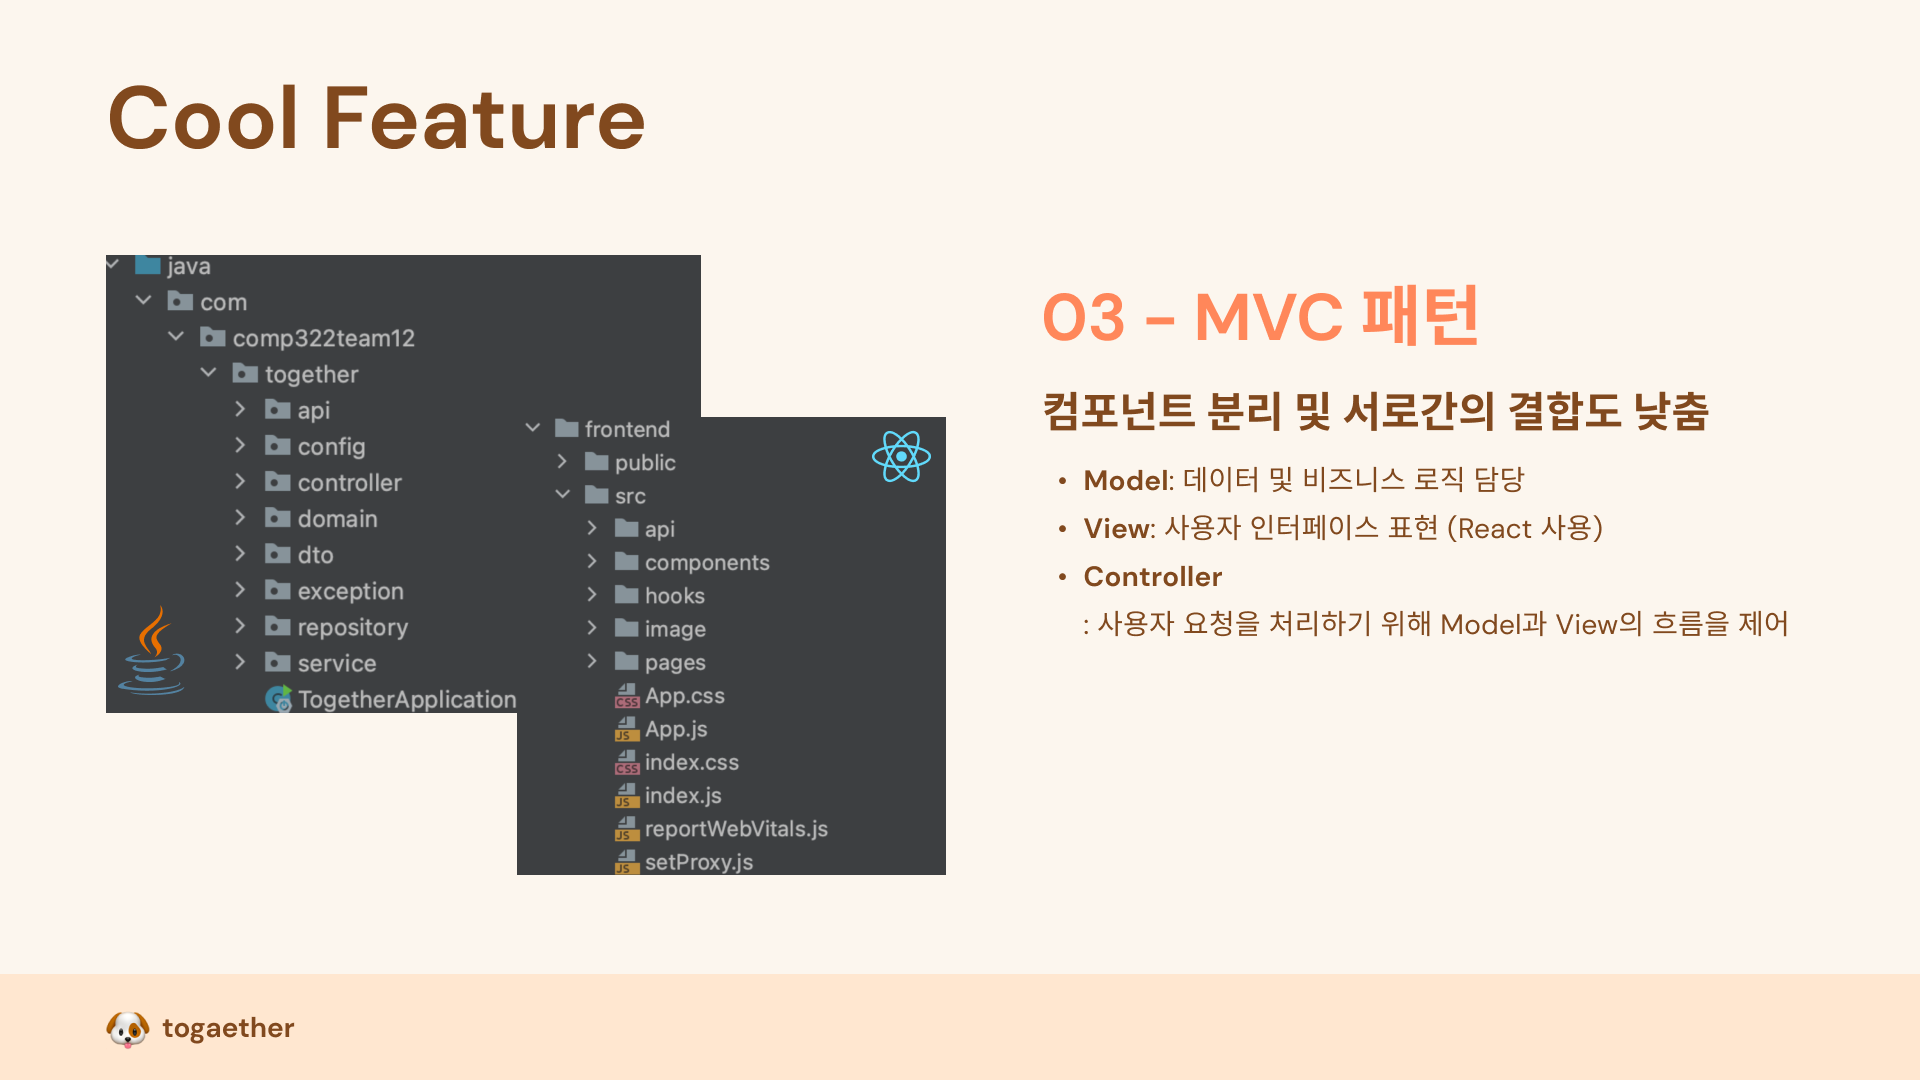 Cool Feature
java
com
comp322team12
together
api
config
controller
domain
dto
exception
repository
service
TogetherApplication
frontend
public
src
api
components
hooks
image
pages
App.css
App.js
index.css
index.js
reportWebVitals.js
setProxy.js
03 - MVC 패턴
컴포넌트 분리 및 서로간의 결합도 낮춤
• Model: 데이터 및 비즈니스 로직 담당
• View: 사용자 인터페이스 표현 (React 사용)
• Controller
: 사용자 요청을 처리하기 위해 Model과 View의 흐름을 제어
togaether